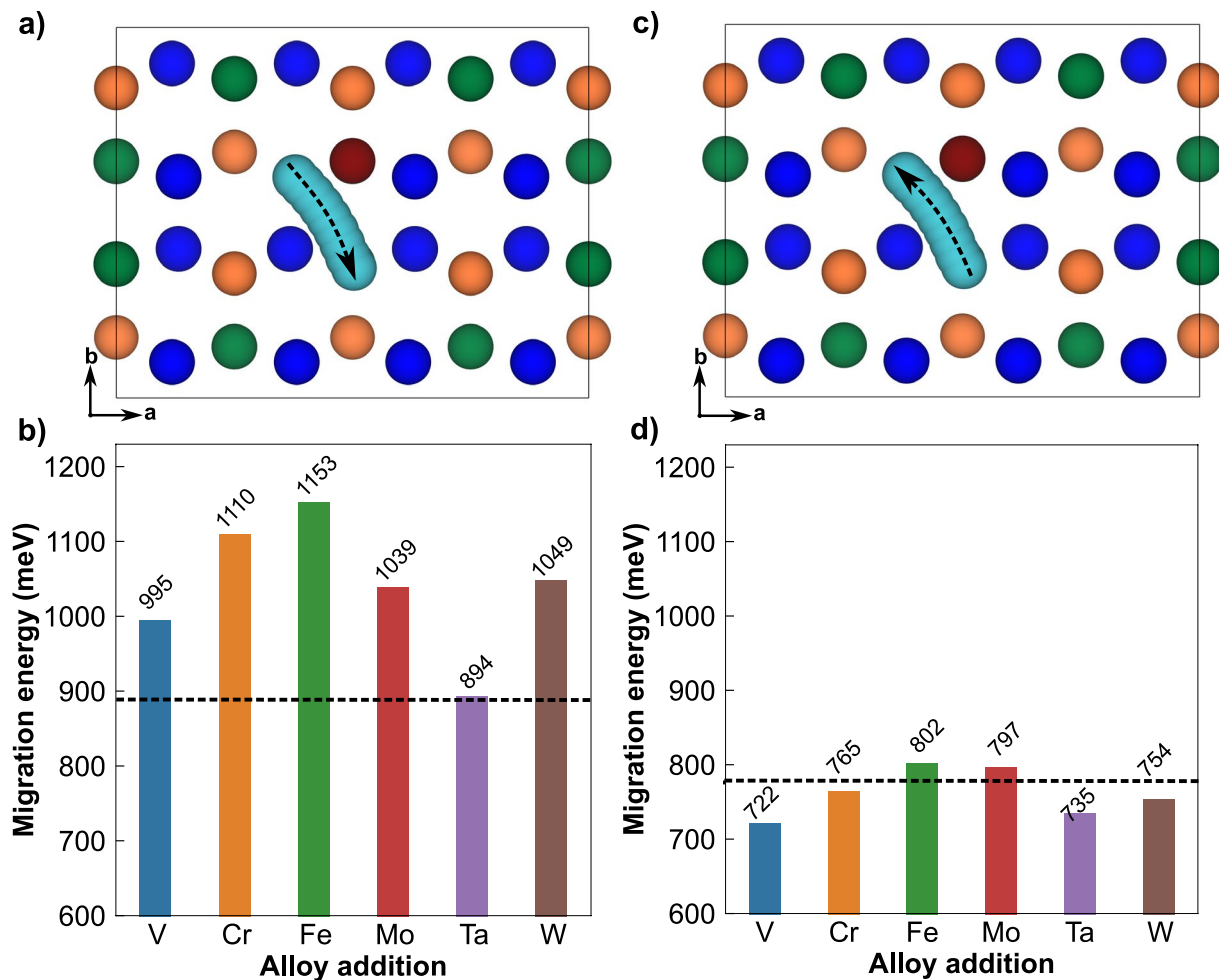 a)
b
a
c)
b
a
b)
Migration energy (meV)
1200
1100
1000
900
800
700
600
995
1110
1153
1039
894
1049
V Cr Fe Mo Ta W
Alloy addition
d)
Migration energy (meV)
1200
1100
1000
900
800
700
600
722
765
802
797
735
754
V Cr Fe Mo Ta W
Alloy addition